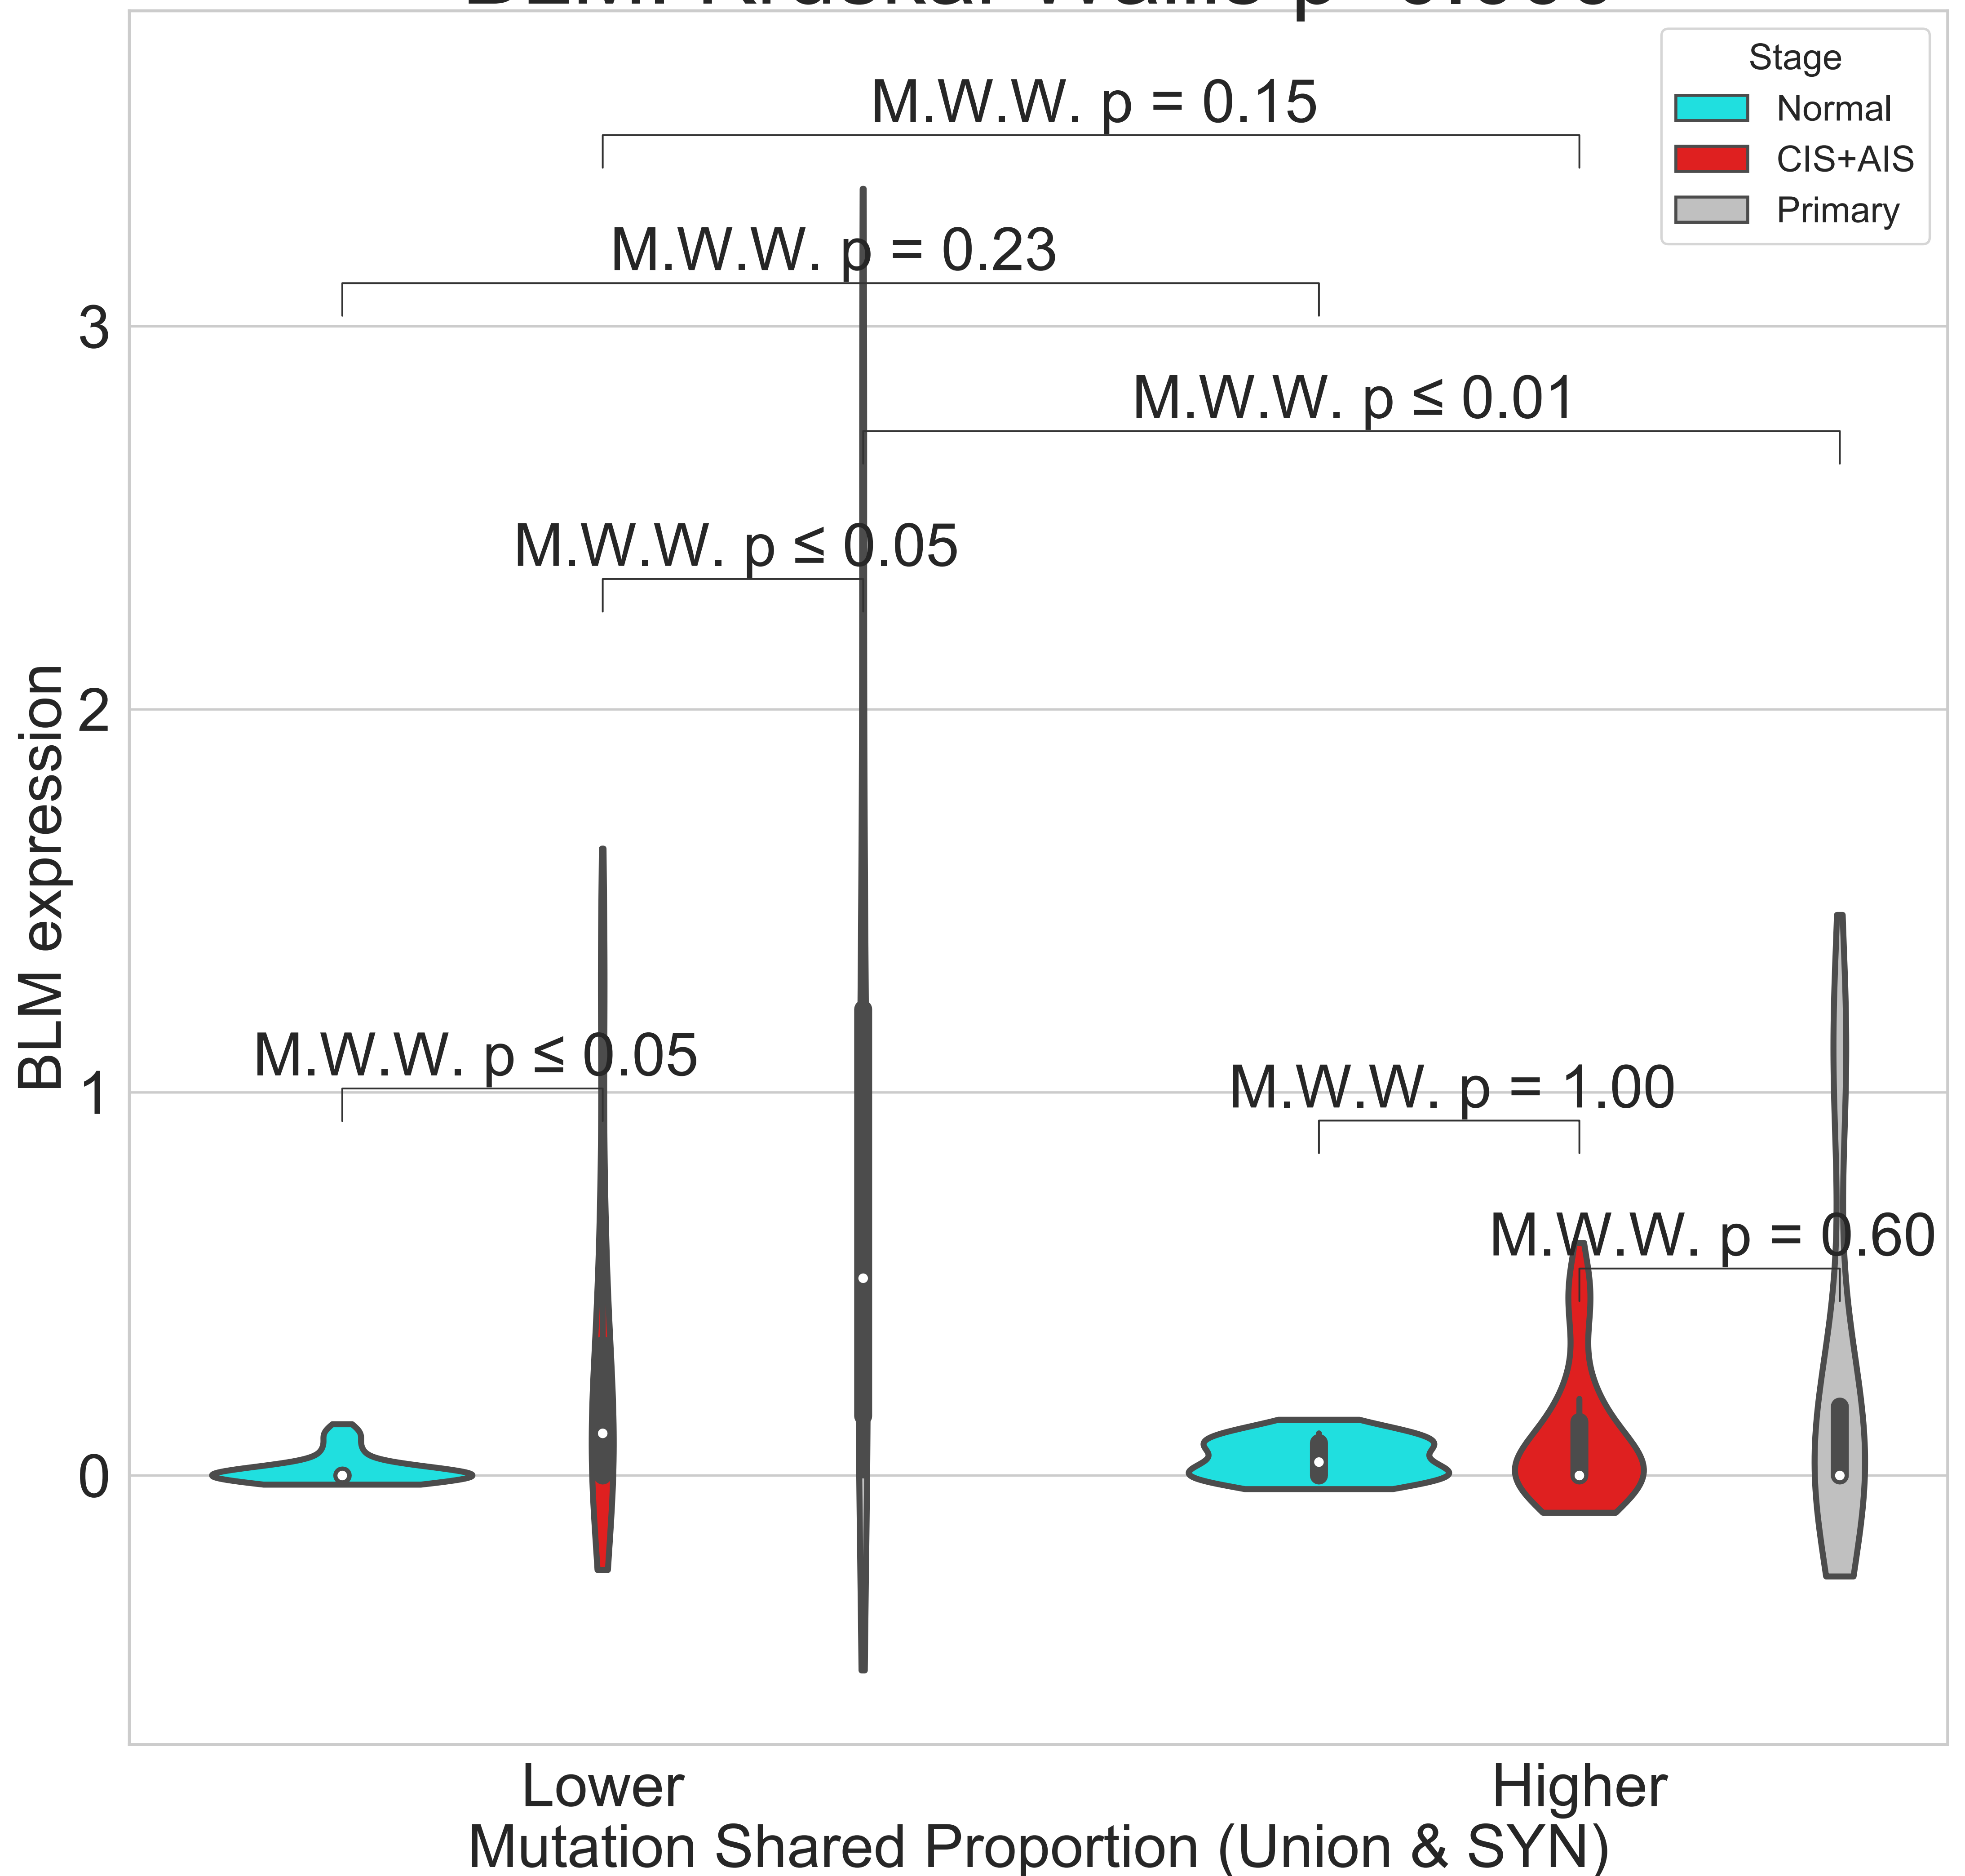 Stage
Normal
CIS+AIS
Primary
M.W.W. p = 0.15
M.W.W. p = 0.23
3
M.W.W. p ≤ 0.01
M.W.W. p ≤ 0.05
2
BLM expression
M.W.W. p ≤ 0.05
1
M.W.W. p = 1.00
M.W.W. p = 0.60
0
Lower
Higher
Mutation Shared Proportion (Union & SYN)